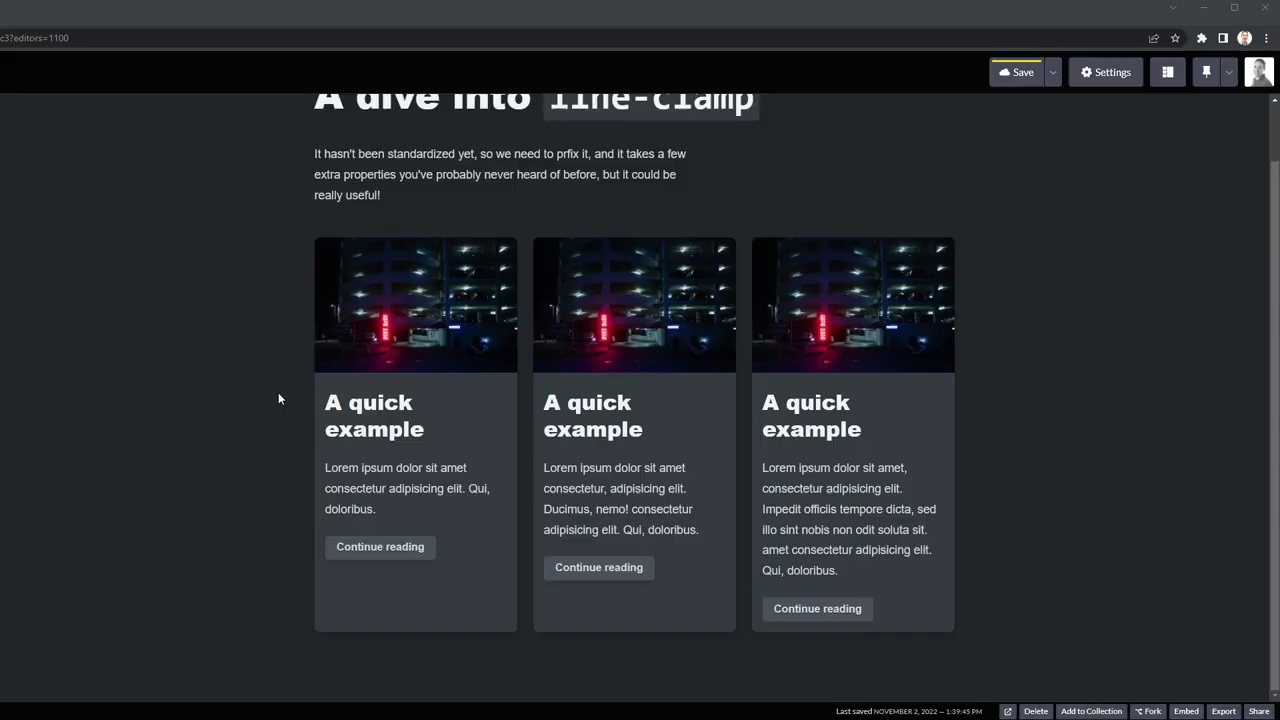 c3?editors=1100
Save
Settings
A dive into line-clamp
It hasn't been standardized yet, so we need to prfix it, and it takes a few
extra properties you've probably never heard of before, but it could be
really useful!
A quick
example
Lorem ipsum dolor sit amet
consectetur adipisicing elit. Qui,
doloribus.
Continue reading
A quick
example
Lorem ipsum dolor sit amet
consectetur, adipisicing elit.
Ducimus, nemo! consectetur
adipisicing elit. Qui, doloribus.
Continue reading
A quick
example
Lorem ipsum dolor sit amet,
consectetur adipisicing elit.
Impedit officiis tempore dicta, sed
illo sint nobis non odit soluta sit.
amet consectetur adipisicing elit.
Qui, doloribus.
Continue reading
Last saved NOVEMBER 2, 2022 — 1:39:45 PM
Delete
Add to Collection
Fork
Embed
Export
Share